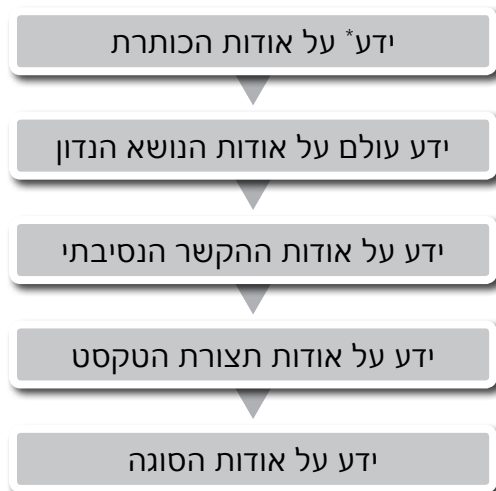 ידע* על אודות הכותרת
ידע עולם על אודות הנושא הנדון
ידע על אודות ההקשר הנסיבתי
ידע על אודות תצורת הטקסט
ידע על אודות הסוגה